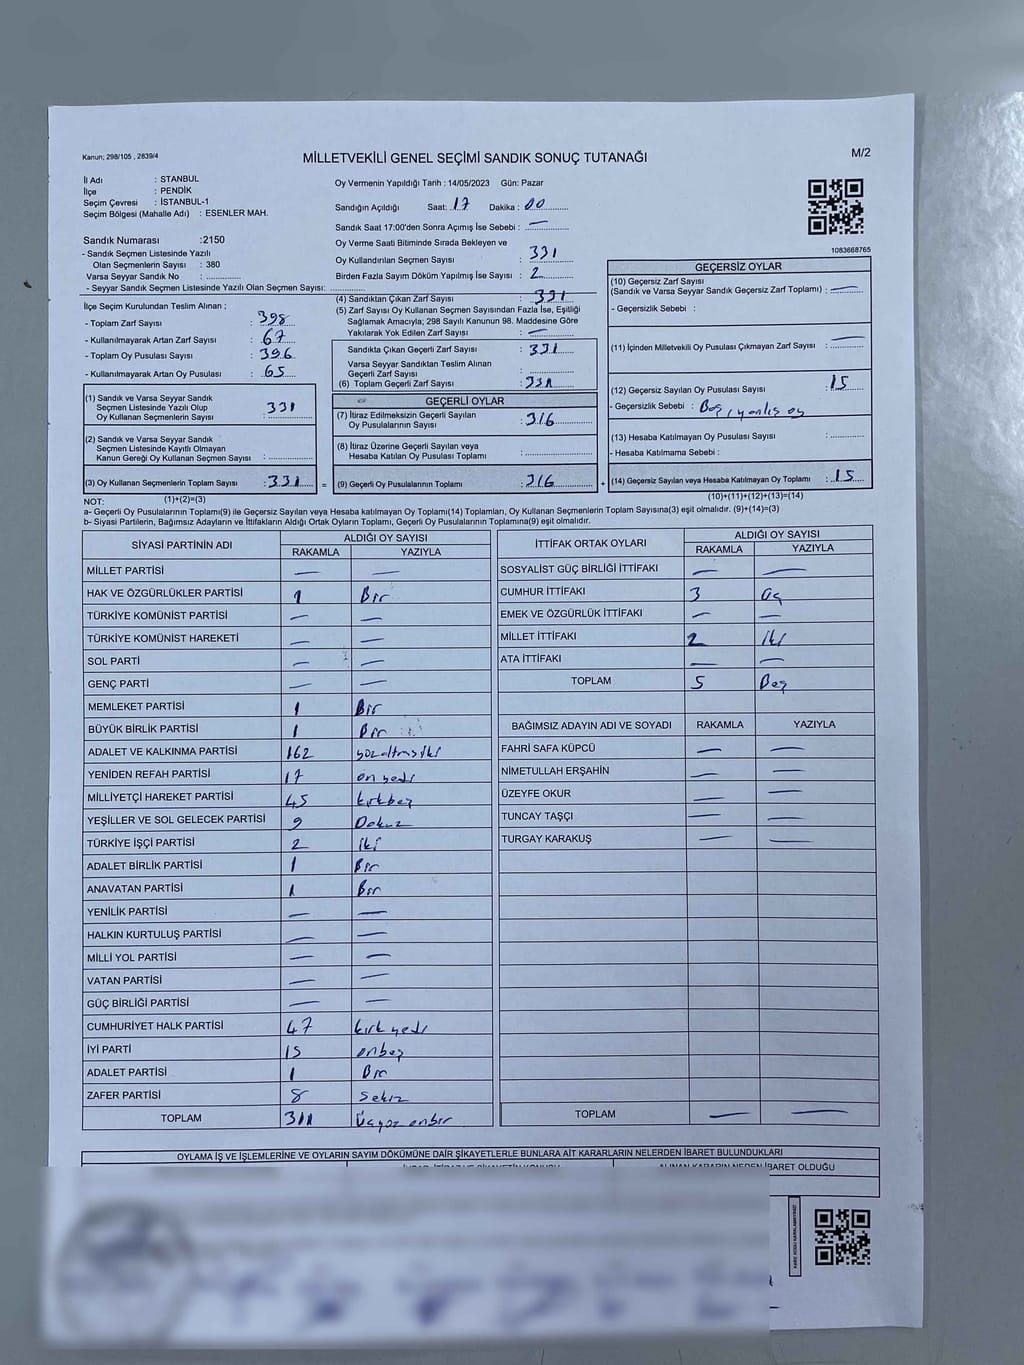 Kanun; 298/105 , 2839/4
MİLLETVEKİLİ GENEL SEÇİMİ SANDIK SONUÇ TUTANAĞI
M/2
İl Adı : STANBUL
İlçe : PENDİK
Seçim Çevresi : İSTANBUL-1
Seçim Bölgesi (Mahalle Adı) : ESENLER MAH.
Sandık Numarası :2150
- Sandık Seçmen Listesinde Yazılı
Olan Seçmenlerin Sayısı : 380
Varsa Seyyar Sandık No : ..............
- Seyyar Sandık Seçmen Listesinde Yazılı Olan Seçmen Sayısı: ..............
Oy Vermenin Yapıldığı Tarih : 14/05/2023 Gün: Pazar
Sandığın Açıldığı Saat: 17 Dakika : 00
Sandık Saat 17:00'den Sonra Açımış İse Sebebi : —
Oy Verme Saati Bitiminde Sırada Bekleyen ve
Oy Kullandırılan Seçmen Sayısı : 331
Birden Fazla Sayım Döküm Yapılmış İse Sayısı : 2
1083668765
İlçe Seçim Kurulundan Teslim Alınan ;
- Toplam Zarf Sayısı : 398
- Kullanılmayarak Artan Zarf Sayısı : 67
- Toplam Oy Pusulası Sayısı : 396
- Kullanılmayarak Artan Oy Pusulası : 65
(1) Sandık ve Varsa Seyyar Sandık
Seçmen Listesinde Yazılı Olup
Oy Kullanan Seçmenlerin Sayısı : 331
(2) Sandık ve Varsa Seyyar Sandık
Seçmen Listesinde Kayıtlı Olmayan
Kanun Gereği Oy Kullanan Seçmen Sayısı : ..............
(3) Oy Kullanan Seçmenlerin Toplam Sayısı : 331 =
(4) Sandıktan Çıkan Zarf Sayısı : 331
(5) Zarf Sayısı Oy Kullanan Seçmen Sayısından Fazla İse, Eşitliği
Sağlamak Amacıyla; 298 Sayılı Kanunun 98. Maddesine Göre
Yakılarak Yok Edilen Zarf Sayısı : —
Sandıkta Çıkan Geçerli Zarf Sayısı : 331
Varsa Seyyar Sandıktan Teslim Alınan
Geçerli Zarf Sayısı : ..............
(6) Toplam Geçerli Zarf Sayısı : 331
GEÇERLİ OYLAR
(7) İtiraz Edilmeksizin Geçerli Sayılan
Oy Pusulalarının Sayısı : 316
(8) İtiraz Üzerine Geçerli Sayılan veya
Hesaba Katılan Oy Pusulası Toplamı : ..............
(9) Geçerli Oy Pusulalarının Toplamı : 316 +
GEÇERSİZ OYLAR
(10) Geçersiz Zarf Sayısı
(Sandık ve Varsa Seyyar Sandık Geçersiz Zarf Toplamı) : —
- Geçersizlik Sebebi :
(11) İçinden Milletvekili Oy Pusulası Çıkmayan Zarf Sayısı : —
(12) Geçersiz Sayılan Oy Pusulası Sayısı : 15
- Geçersizlik Sebebi : Boş, yanlış oy
(13) Hesaba Katılmayan Oy Pusulası Sayısı : ..............
- Hesaba Katılmama Sebebi :
(14) Geçersiz Sayılan veya Hesaba Katılmayan Oy Toplamı : 15
NOT: (1)+(2)=(3) (10)+(11)+(12)+(13)=(14)
a- Geçerli Oy Pusulalarının Toplamı(9) ile Geçersiz Sayılan veya Hesaba Katılmayan Oy Toplamı(14) Toplamları, Oy Kullanan Seçmenlerin Toplam Sayısına(3) eşit olmalıdır. (9)+(14)=(3)
b- Siyasi Partilerin, Bağımsız Adayların ve İttifakların Aldığı Ortak Oyların Toplamı, Geçerli Oy Pusulalarının Toplamına(9) eşit olmalıdır.
SİYASİ PARTİNİN ADI ALDIĞI OY SAYISI
RAKAMLA YAZIYLA
MİLLET PARTİSİ — —
HAK VE ÖZGÜRLÜKLER PARTİSİ 1 Bir
TÜRKİYE KOMÜNİST PARTİSİ — —
TÜRKİYE KOMÜNİST HAREKETİ — —
SOL PARTİ — —
GENÇ PARTİ — —
MEMLEKET PARTİSİ 1 Bir
BÜYÜK BİRLİK PARTİSİ 1 Bir
ADALET VE KALKINMA PARTİSİ 162 yüzaltmışiki
YENİDEN REFAH PARTİSİ 17 on yedi
MİLLİYETÇİ HAREKET PARTİSİ 45 kırkbeş
YEŞİLLER VE SOL GELECEK PARTİSİ 9 Dokuz
TÜRKİYE İŞÇİ PARTİSİ 2 iki
ADALET BİRLİK PARTİSİ 1 Bir
ANAVATAN PARTİSİ 1 Bir
YENİLİK PARTİSİ — —
HALKIN KURTULUŞ PARTİSİ — —
MİLLİ YOL PARTİSİ — —
VATAN PARTİSİ — —
GÜÇ BİRLİĞİ PARTİSİ — —
CUMHURİYET HALK PARTİSİ 47 kırk yedi
İYİ PARTİ 15 onbeş
ADALET PARTİSİ 1 Bir
ZAFER PARTİSİ 8 Sekiz
TOPLAM 311 Üçyüz onbir
İTTİFAK ORTAK OYLARI ALDIĞI OY SAYISI
RAKAMLA YAZIYLA
SOSYALİST GÜÇ BİRLİĞİ İTTİFAKI — —
CUMHUR İTTİFAKI 3 Üç
EMEK VE ÖZGÜRLÜK İTTİFAKI — —
MİLLET İTTİFAKI 2 iki
ATA İTTİFAKI — —
TOPLAM 5 Beş
BAĞIMSIZ ADAYIN ADI VE SOYADI RAKAMLA YAZIYLA
FAHRİ SAFA KÜPCÜ — —
NİMETULLAH ERŞAHİN — —
ÜZEYFE OKUR — —
TUNCAY TAŞÇI — —
TURGAY KARAKUŞ — —
TOPLAM — —
OYLAMA İŞ VE İŞLEMLERİNE VE OYLARIN SAYIM DÖKÜMÜNE DAİR ŞİKAYETLERLE BUNLARA AİT KARARLARIN NELERDEN İBARET BULUNDUKLARI
ALINAN KARARIN NEDEN İBARET OLDUĞU